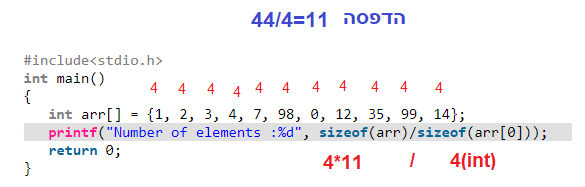 44/4=11 הדפסה
#include<stdio.h>
int main()
4 4 4 4 4 4 4 4 4 4 4
{
int arr[] = {1, 2, 3, 4, 7, 98, 0, 12, 35, 99, 14};
printf("Number of elements :%d", sizeof(arr)/sizeof(arr[0]));
return 0;
4*11 / 4(int)
}